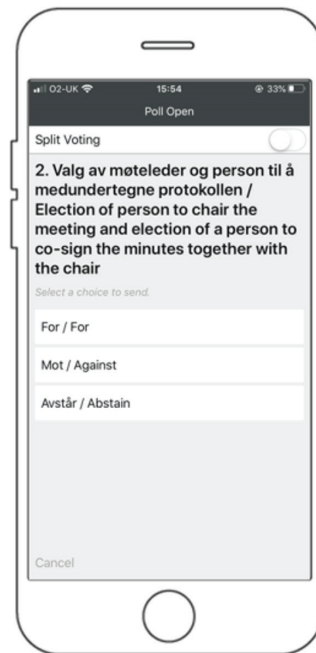 O2-UK 15:54 33%
Poll Open
Split Voting
2. Valg av møteleder og person til å
medundertegne protokollen /
Election of person to chair the
meeting and election of a person to
co-sign the minutes together with
the chair
Select a choice to send.
For / For
Mot / Against
Avstår / Abstain
Cancel